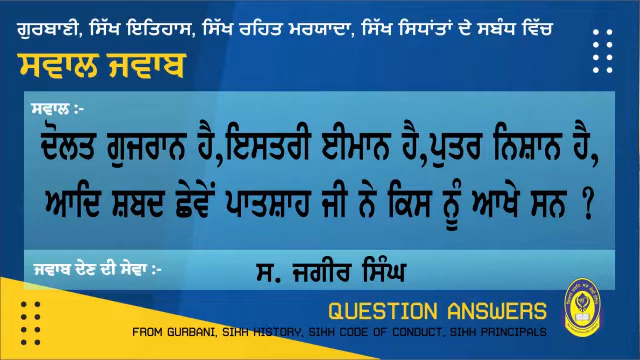 ਗੁਰਬਾਣੀ, ਸਿੱਖ ਇਤਿਹਾਸ, ਸਿੱਖ ਰਹਿਤ ਮਰਯਾਦਾ, ਸਿੱਖ ਸਿਧਾਂਤਾਂ ਦੇ ਸਬੰਧ ਵਿੱਚ
ਸਵਾਲ ਜਵਾਬ
ਸਵਾਲ :-
ਦੋਲਤ ਗੁਜਰਾਨ ਹੈ,ਇਸਤਰੀ ਈਮਾਨ ਹੈ,ਪੁਤਰ ਨਿਸ਼ਾਨ ਹੈ,
ਆਦਿ ਸ਼ਬਦ ਛੇਵੇਂ ਪਾਤਸ਼ਾਹ ਜੀ ਨੇ ਕਿਸ ਨੂੰ ਆਖੇ ਸਨ ?
ਜਵਾਬ ਦੇਣ ਦੀ ਸੇਵਾ :-
ਸ. ਜਗੀਰ ਸਿੰਘ
QUESTION ANSWERS
FROM GURBANI, SIKH HISTORY, SIKH CODE OF CONDUCT, SIKH PRINCIPALS